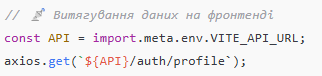 // 📡 Витягування даних на фронтенді
const API = import.meta.env.VITE_API_URL;
axios.get(`${API}/auth/profile`);